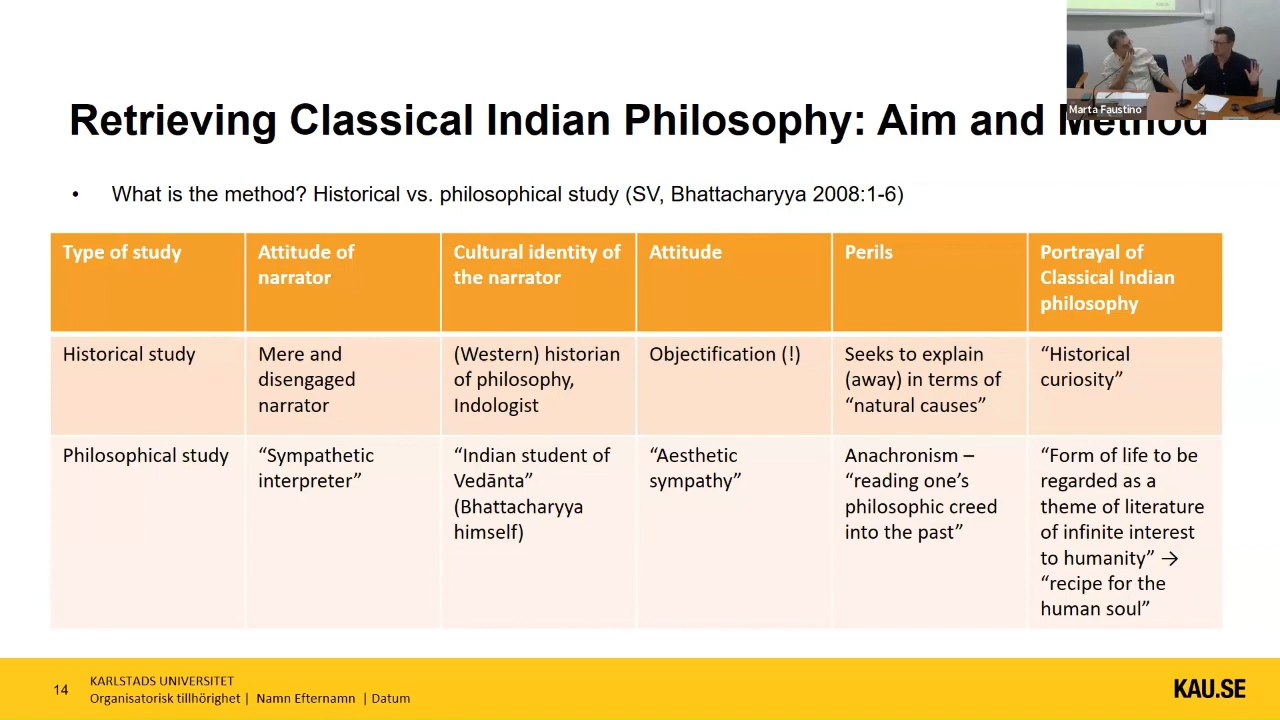 Marta Faustino
Retrieving Classical Indian Philosophy: Aim and Method
• What is the method? Historical vs. philosophical study (SV, Bhattacharyya 2008:1-6)
Type of study
Attitude of
narrator
Cultural identity of
the narrator
Attitude
Perils
Portrayal of
Classical Indian
philosophy
Historical study
Mere and
disengaged
narrator
(Western) historian
of philosophy,
Indologist
Objectification (!)
Seeks to explain
(away) in terms of
“natural causes”
“Historical
curiosity”
Philosophical study
“Sympathetic
interpreter”
“Indian student of
Vedānta”
(Bhattacharyya
himself)
“Aesthetic
sympathy”
Anachronism –
“reading one’s
philosophic creed
into the past”
“Form of life to be
regarded as a
theme of literature
of infinite interest
to humanity” →
“recipe for the
human soul”
14
KARLSTADS UNIVERSITET
Organisatorisk tillhörighet | Namn Efternamn | Datum
KAU.SE